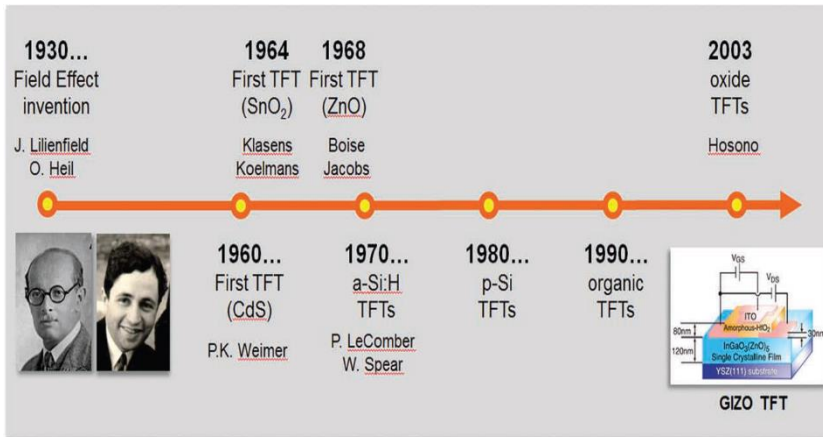 1930...
Field Effect
invention
J. Lilienfield
O. Heil
1964
First TFT
(SnO₂)
Klasens
Koelmans
1968
First TFT
(ZnO)
Boise
Jacobs
2003
oxide
TFTs
Hosono
1960...
First TFT
(CdS)
P.K. Weimer
1970...
a-Si:H
TFTs
P. LeComber
W. Spear
1980...
p-Si
TFTs
1990...
organic
TFTs
VGS
VDS
ITO
Amorphous-HfO₂
80nm
30nm
InGaO₃(ZnO)₅
Single Crystalline Film
120nm
YSZ(111) substrate
GIZO TFT